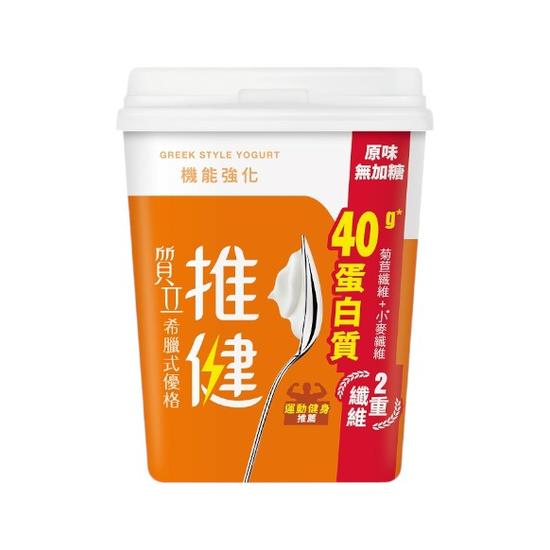 GREEK STYLE YOGURT
機能強化
原味
無加糖
40g*
蛋白質
菊苣纖維+小麥纖維
2重
纖維
質立
希臘式優格
推健
運動健身
推薦